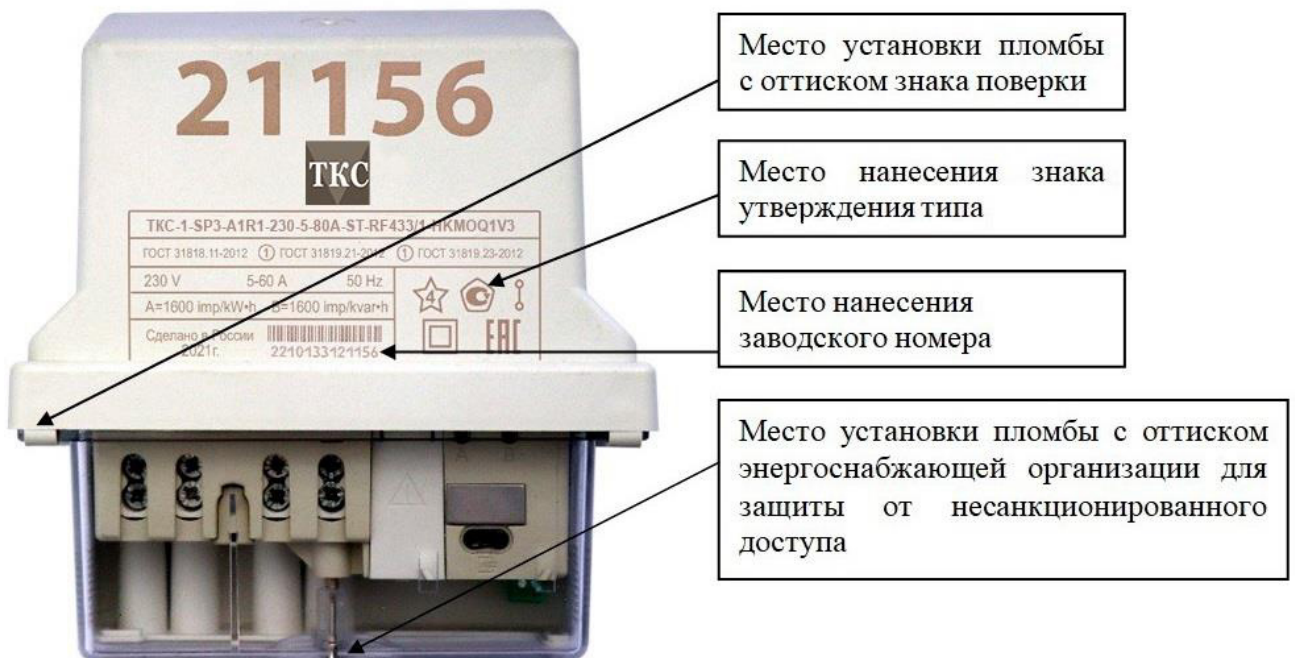 21156
ТКС
ТКС-1-SP3-A1R1-230-5-80A-ST-RF433/1-HKMOQ1V3
ГОСТ 31818.11-2012 1 ГОСТ 31819.21-2012 1 ГОСТ 31819.23-2012
230 V 5-60 A 50 Hz
A=1600 imp/kW•h B=1600 imp/kvar•h
4
Сделано в России
2021г.
2210133121156
ЕАС
A B
Место установки пломбы
с оттиском знака поверки
Место нанесения знака
утверждения типа
Место нанесения
заводского номера
Место установки пломбы с оттиском
энергоснабжающей организации для
защиты от несанкционированного
доступа